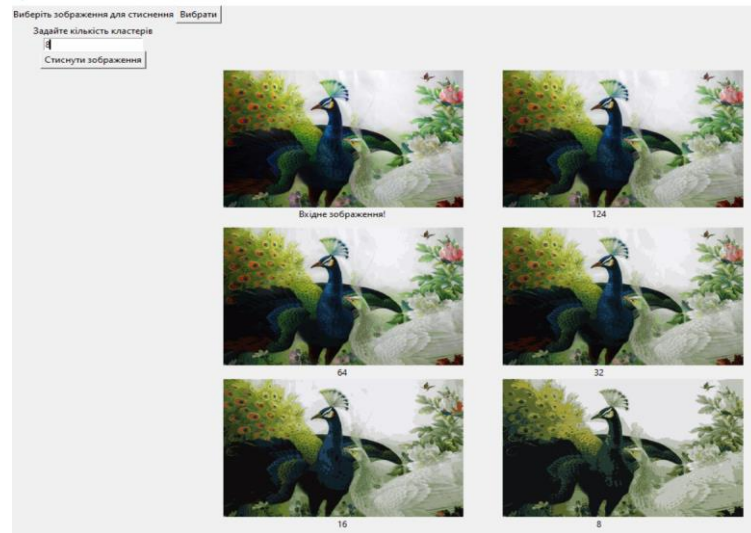 Виберіть зображення для стиснення Вибрати
Задайте кількість кластерів
8
Стиснути зображення
Вхідне зображення! 124
64 32
16 8